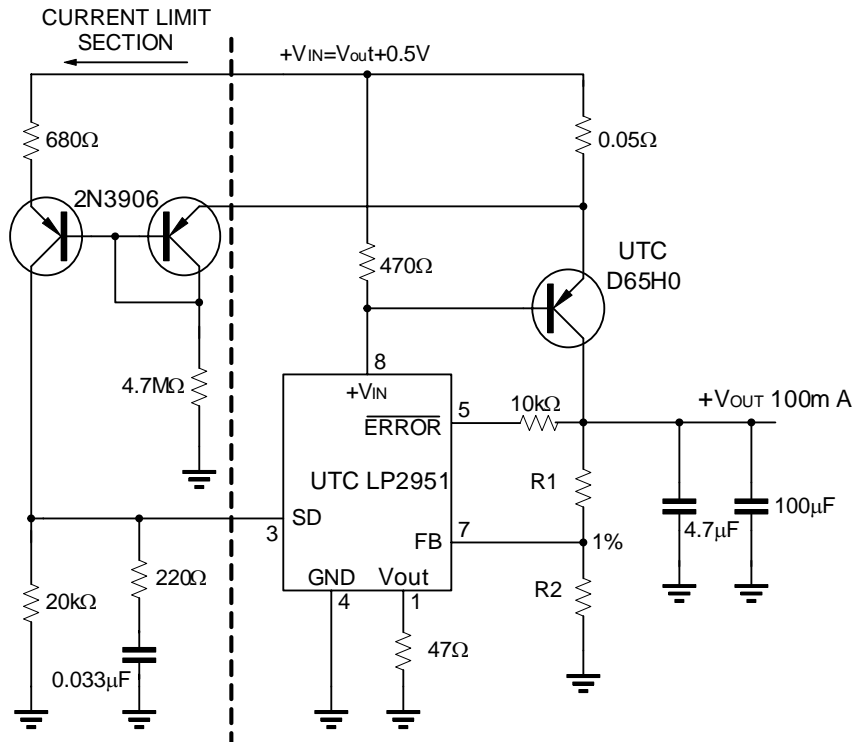 CURRENT LIMIT
SECTION
+VIN=Vout+0.5V
680Ω
0.05Ω
2N3906
470Ω
UTC
D65H0
4.7MΩ
8
+VIN
5
10kΩ
+VOUT 100m A
ERROR
UTC LP2951
R1
4.7μF
100μF
3
SD
7
FB
1%
20kΩ
220Ω
GND
Vout
R2
4
1
47Ω
0.033μF